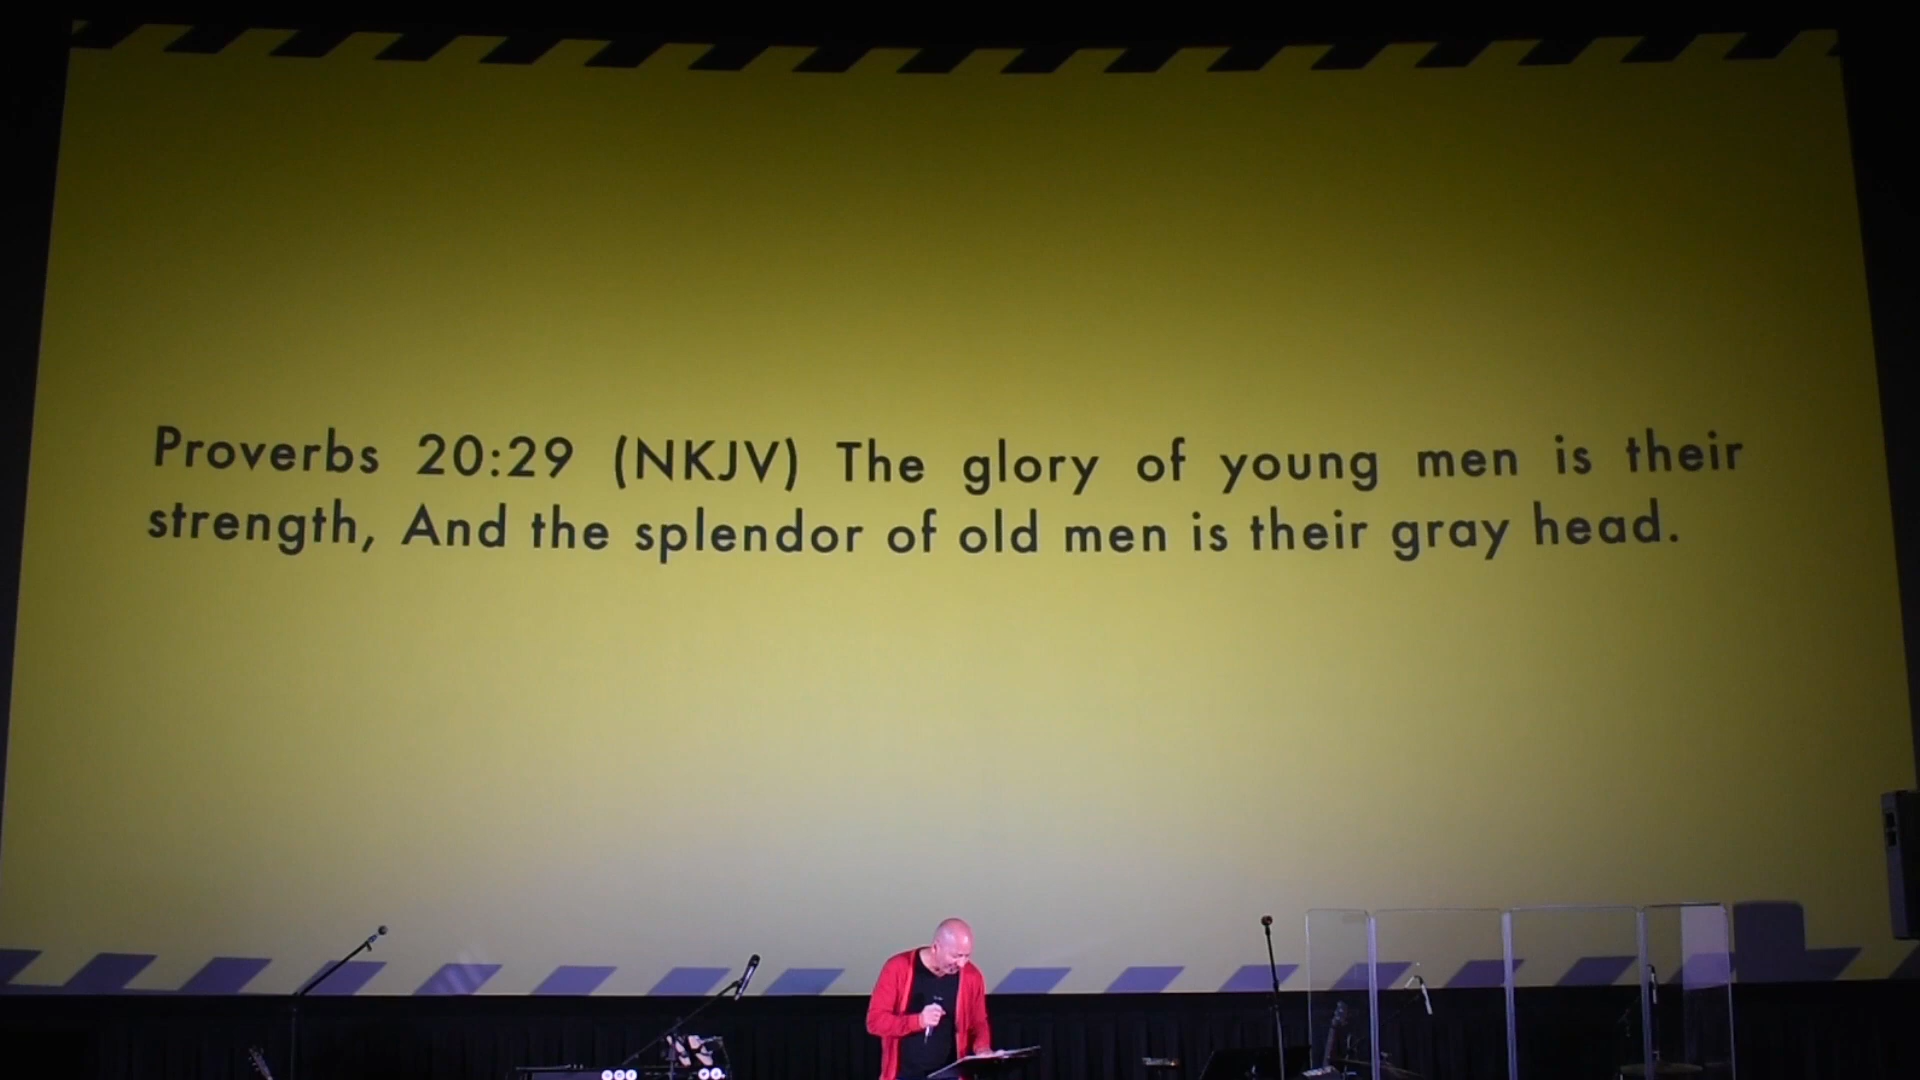 Proverbs 20:29 (NKJV) The glory of young men is their
strength, And the splendor of old men is their gray head.